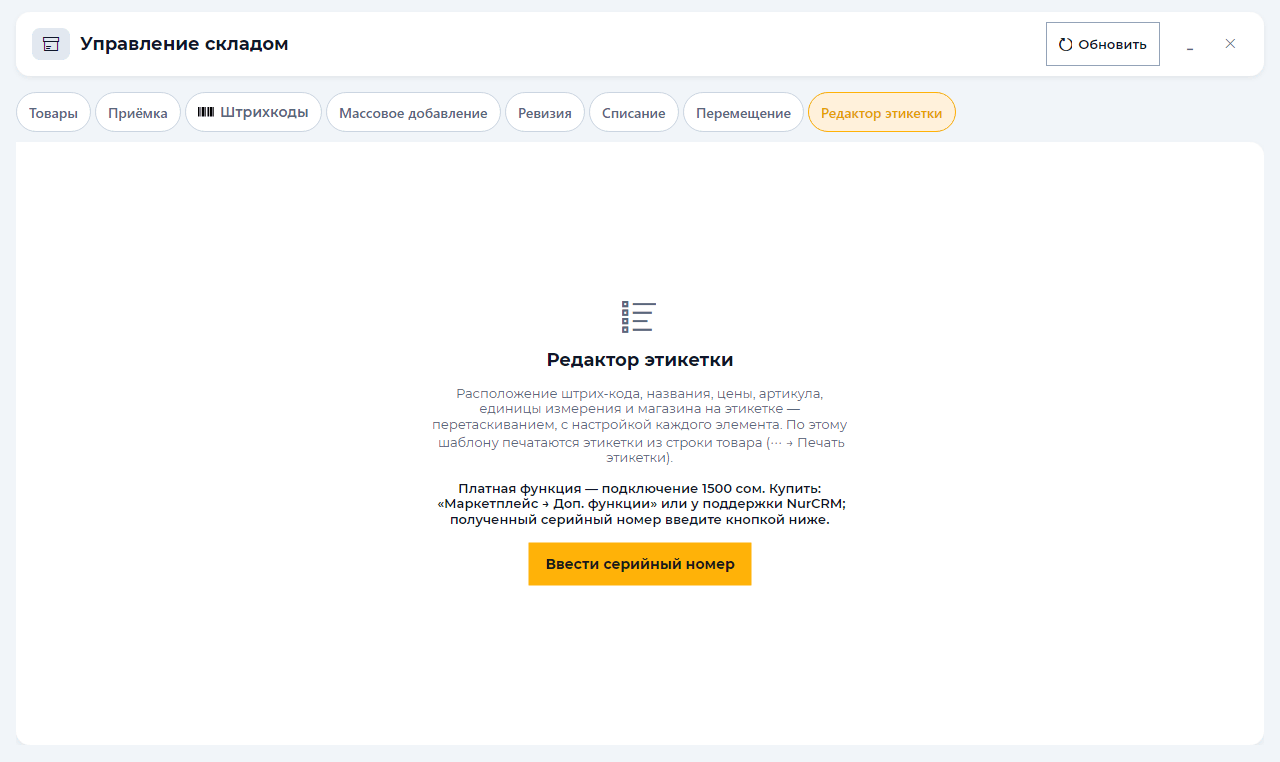 Управление складом
Обновить
Товары
Приёмка
Штрихкоды
Массовое добавление
Ревизия
Списание
Перемещение
Редактор этикетки
Редактор этикетки
Расположение штрих-кода, названия, цены, артикула,
единицы измерения и магазина на этикетке —
перетаскиванием, с настройкой каждого элемента. По этому
шаблону печатаются этикетки из строки товара (⋯ → Печать
этикетки).
Платная функция — подключение 1500 сом. Купить:
«Маркетплейс → Доп. функции» или у поддержки NurCRM;
полученный серийный номер введите кнопкой ниже.
Ввести серийный номер